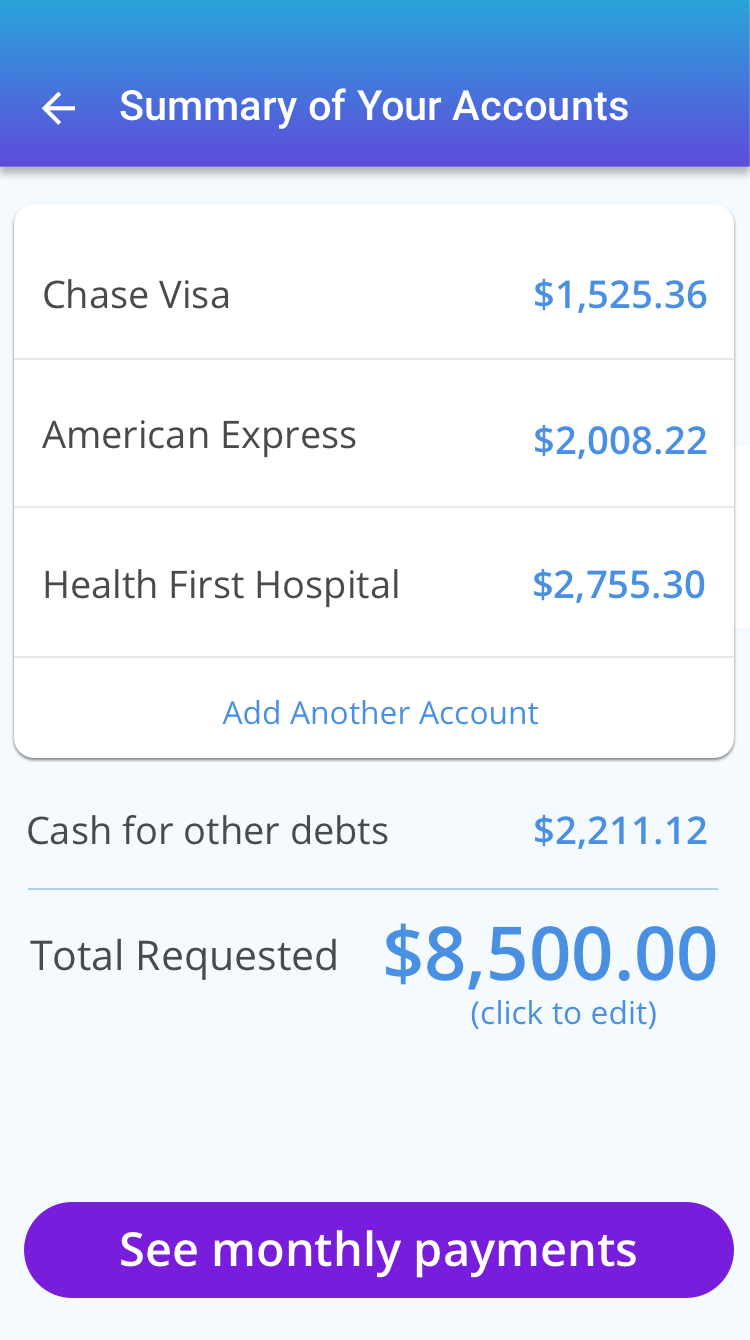 Summary of Your Accounts
Chase Visa $1,525.36
American Express $2,008.22
Health First Hospital $2,755.30
Add Another Account
Cash for other debts $2,211.12
Total Requested $8,500.00
(click to edit)
See monthly payments